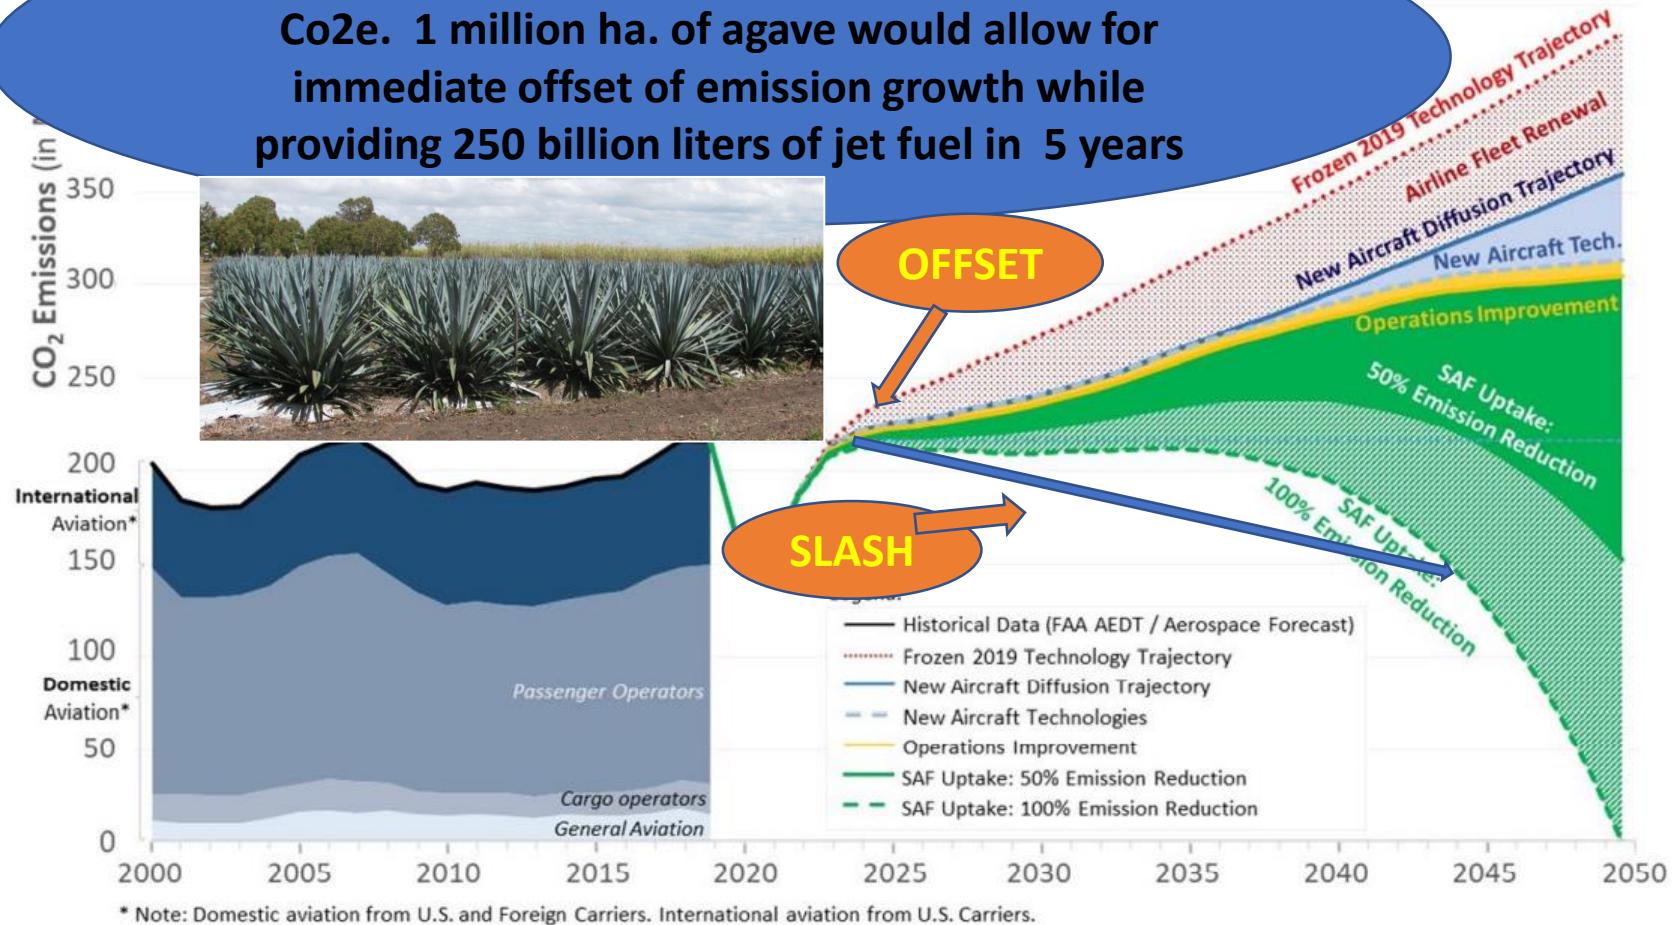 Co2e. 1 million ha. of agave would allow for
immediate offset of emission growth while
providing 250 billion liters of jet fuel in 5 years
CO2 Emissions (in
350
300
250
200
150
100
50
0
International
Aviation*
Domestic
Aviation*
OFFSET
SLASH
Frozen 2019 Technology Trajectory
Airline Fleet Renewal
New Aircraft Diffusion Trajectory
New Aircraft Tech.
Operations Improvement
SAF Uptake:
50% Emission Reduction
SAF Uptake:
100% Emission Reduction
Passenger Operators
Cargo operators
General Aviation
Legend:
Historical Data (FAA AEDT / Aerospace Forecast)
Frozen 2019 Technology Trajectory
New Aircraft Diffusion Trajectory
New Aircraft Technologies
Operations Improvement
SAF Uptake: 50% Emission Reduction
SAF Uptake: 100% Emission Reduction
2000 2005 2010 2015 2020 2025 2030 2035 2040 2045 2050
* Note: Domestic aviation from U.S. and Foreign Carriers. International aviation from U.S. Carriers.